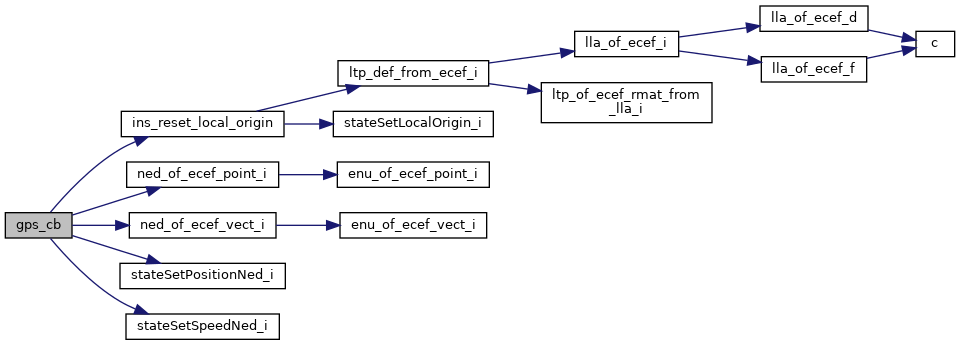 gps_cb
ins_reset_local_origin
ned_of_ecef_point_i
ned_of_ecef_vect_i
stateSetPositionNed_i
stateSetSpeedNed_i
ltp_def_from_ecef_i
stateSetLocalOrigin_i
enu_of_ecef_point_i
enu_of_ecef_vect_i
lla_of_ecef_i
ltp_of_ecef_rmat_from
_lla_i
lla_of_ecef_d
lla_of_ecef_f
c